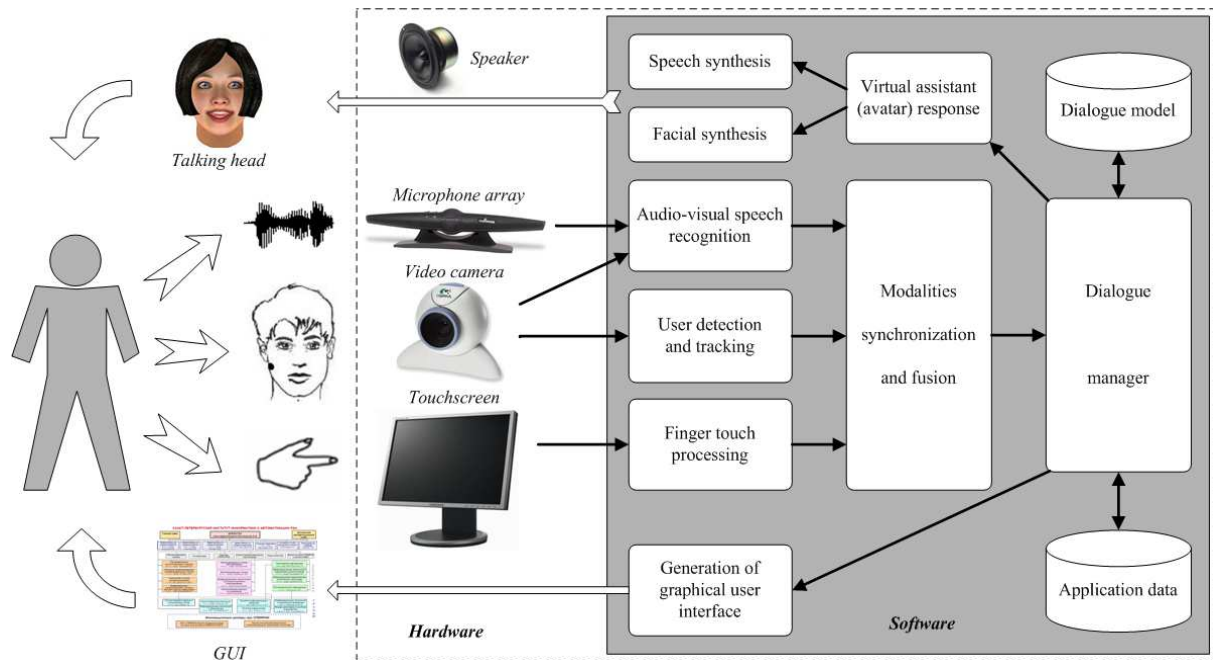 Speaker
Talking head
Microphone array
Video camera
Touchscreen
Hardware
GUI
Speech synthesis
Facial synthesis
Virtual assistant
(avatar) response
Dialogue model
Audio-visual speech
recognition
User detection
and tracking
Finger touch
processing
Modalities
synchronization
and fusion
Dialogue
manager
Generation of
graphical user
interface
Application data
Software